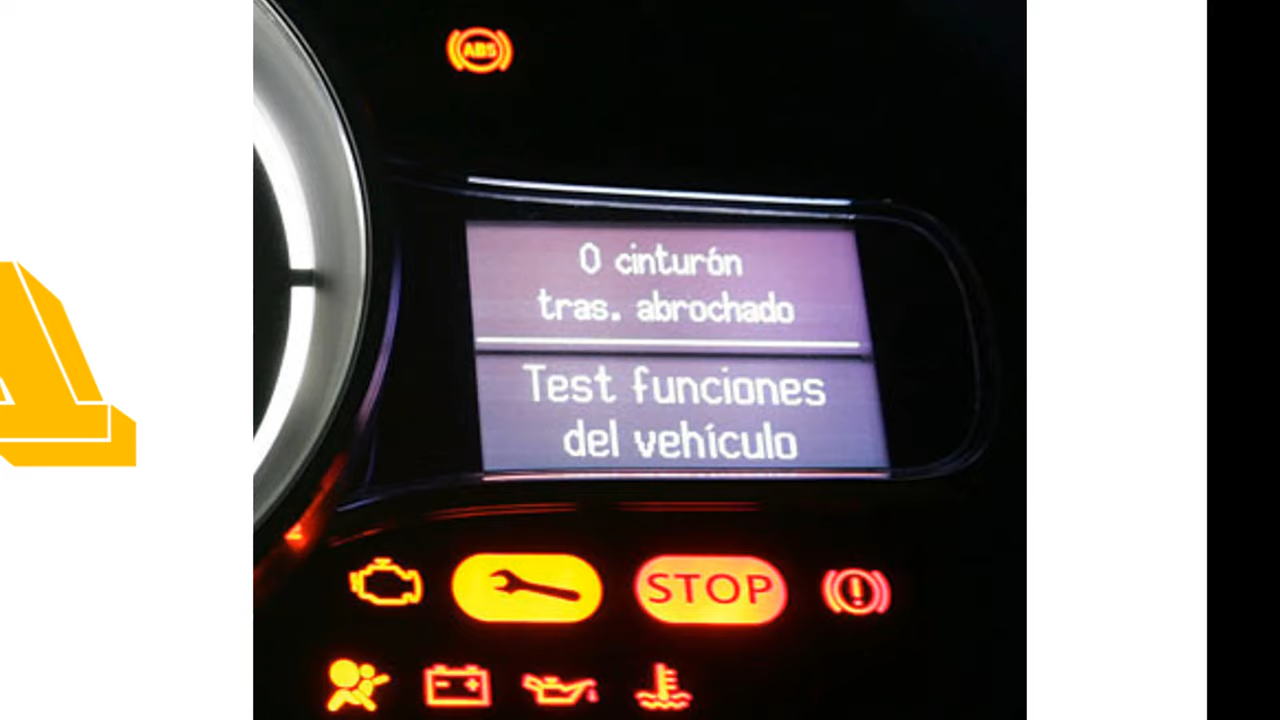 ABS
0 cinturón
tras. abrochado
Test funciones
del vehículo
STOP